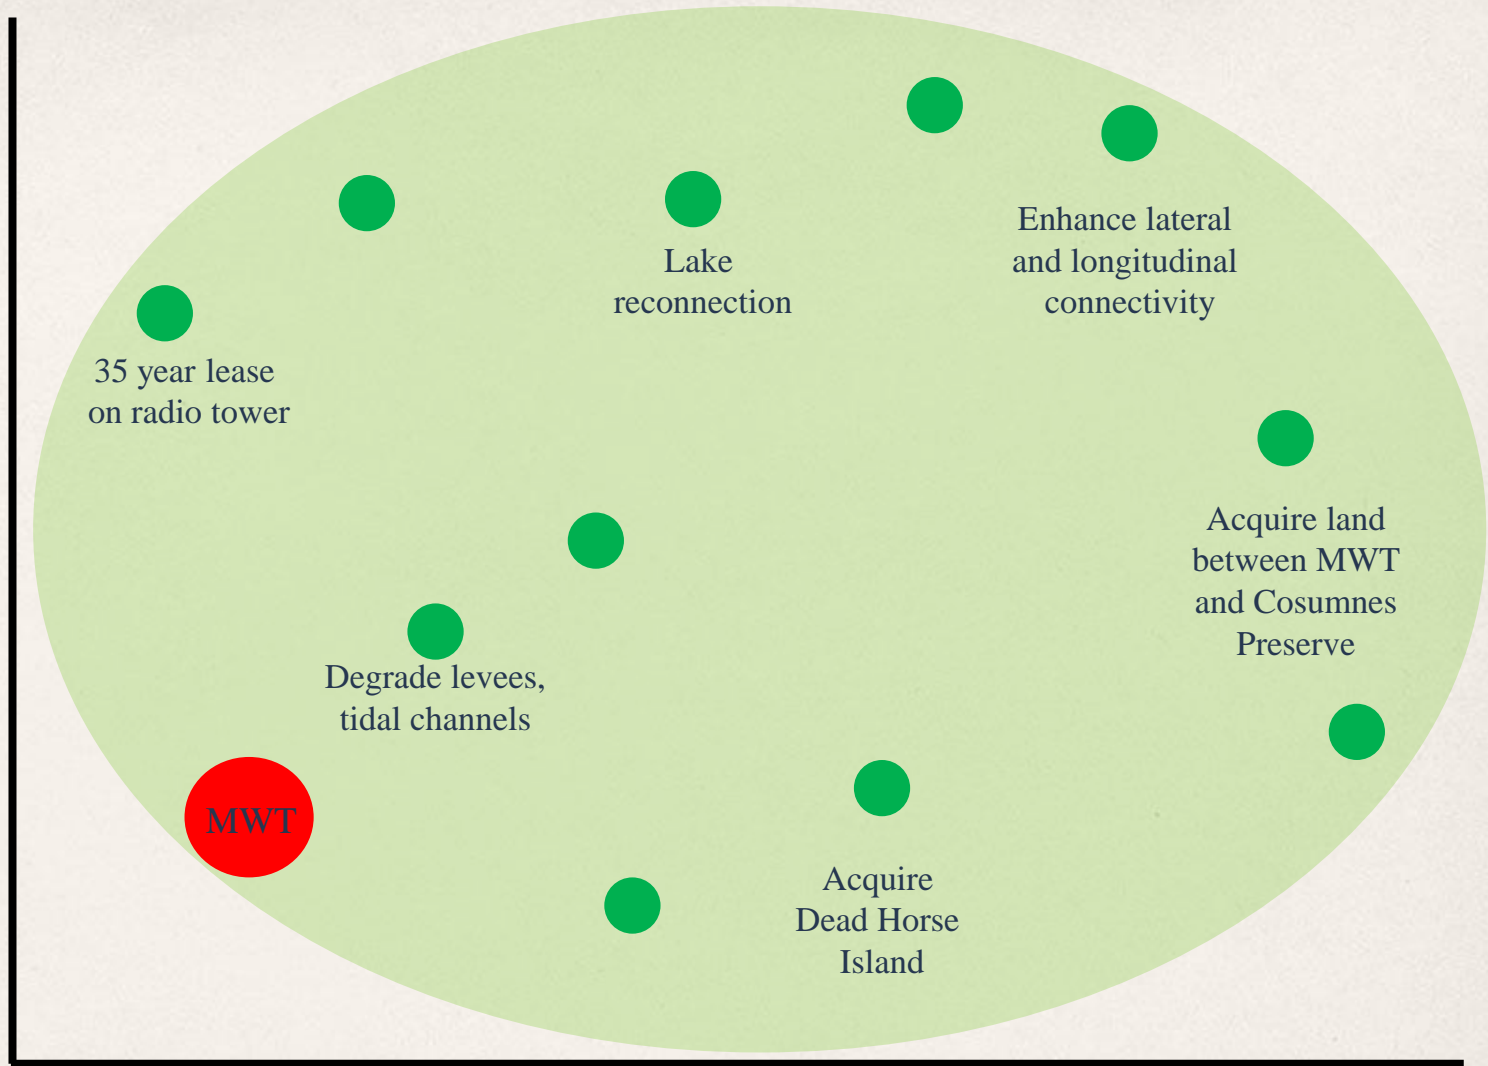 Lake
reconnection
Enhance lateral
and longitudinal
connectivity
35 year lease
on radio tower
Acquire land
between MWT
and Cosumnes
Preserve
Degrade levees,
tidal channels
MWT
Acquire
Dead Horse
Island